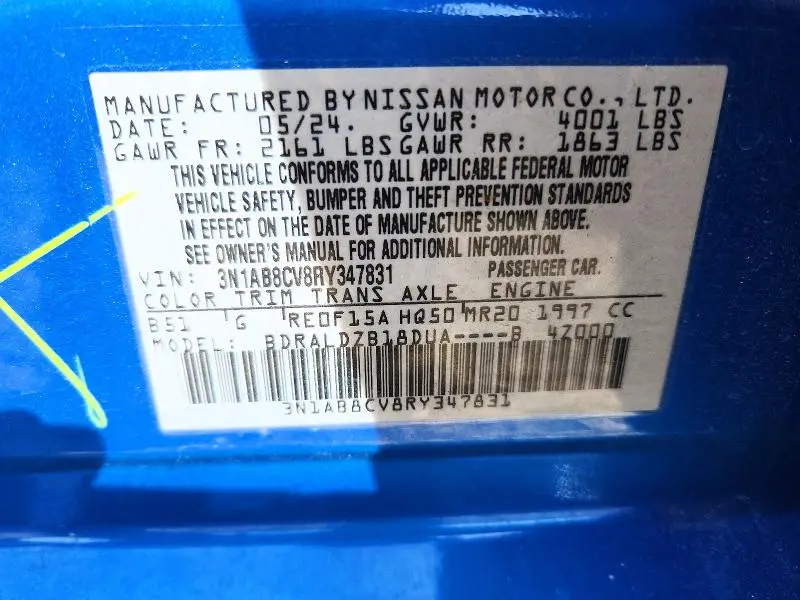 MANUFACTURED BY NISSAN MOTOR CO., LTD.
DATE: 05/24. GVWR: 4001 LBS
GAWR FR: 2161 LBS GAWR RR: 1863 LBS
THIS VEHICLE CONFORMS TO ALL APPLICABLE FEDERAL MOTOR
VEHICLE SAFETY, BUMPER AND THEFT PREVENTION STANDARDS
IN EFFECT ON THE DATE OF MANUFACTURE SHOWN ABOVE.
SEE OWNER'S MANUAL FOR ADDITIONAL INFORMATION.
VIN: 3N1AB8CV8RY347831 PASSENGER CAR.
COLOR TRIM TRANS AXLE ENGINE
B51 G RE0F15A HQ50 MR20 1997 CC
MODEL: BDRALDZB18DUA----B 4Z000
3N1AB8CV8RY347831